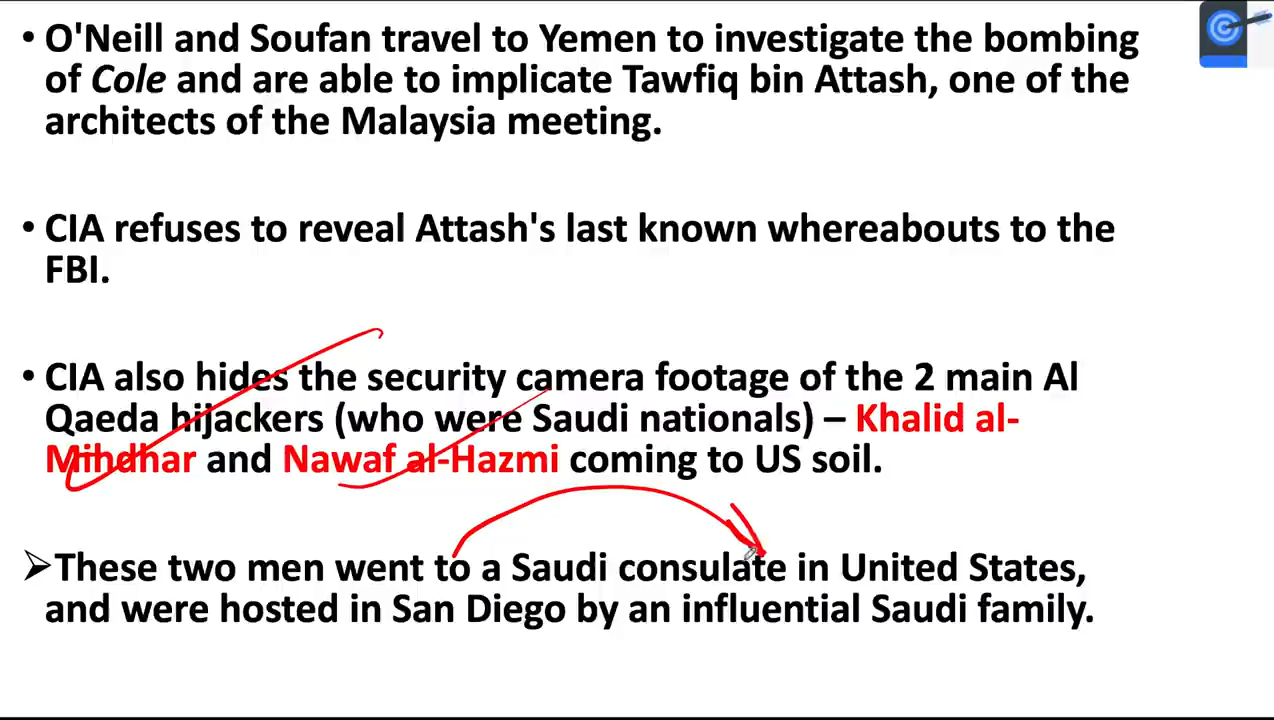 • O'Neill and Soufan travel to Yemen to investigate the bombing
of Cole and are able to implicate Tawfiq bin Attash, one of the
architects of the Malaysia meeting.
• CIA refuses to reveal Attash's last known whereabouts to the
FBI.
• CIA also hides the security camera footage of the 2 main Al
Qaeda hijackers (who were Saudi nationals) – Khalid al-
Mihdhar and Nawaf al-Hazmi coming to US soil.
➢These two men went to a Saudi consulate in United States,
and were hosted in San Diego by an influential Saudi family.